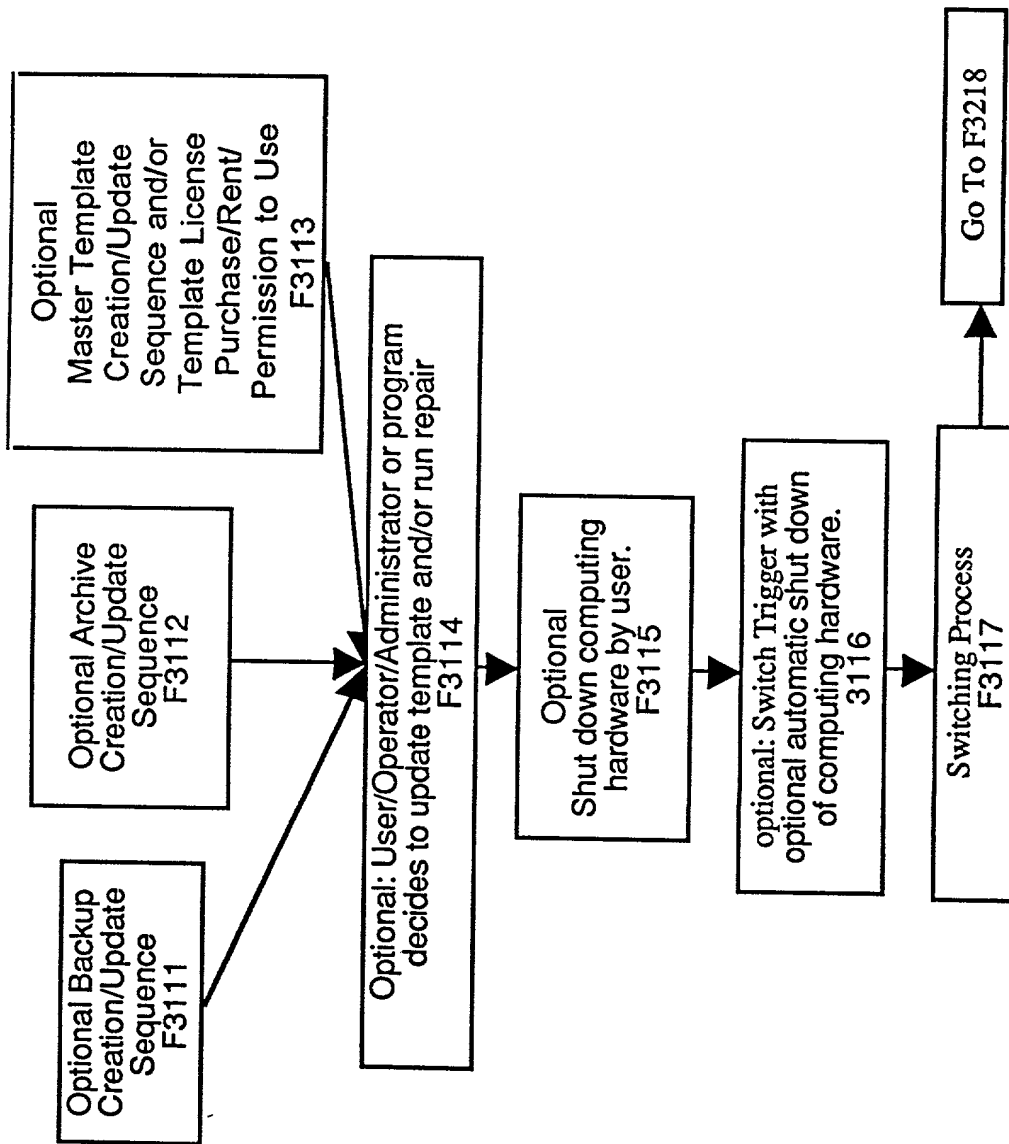 Optional Backup
Creation/Update
Sequence
F3111
Optional Archive
Creation/Update
Sequence
F3112
Optional
Master Template
Creation/Update
Sequence and/or
Template License
Purchase/Rent/
Permission to Use
F3113
Optional: User/Operator/Administrator or program
decides to update template and/or run repair
F3114
Optional
Shut down computing
hardware by user.
F3115
optional: Switch Trigger with
optional automatic shut down
of computing hardware.
3116
Switching Process
F3117
Go To F3218